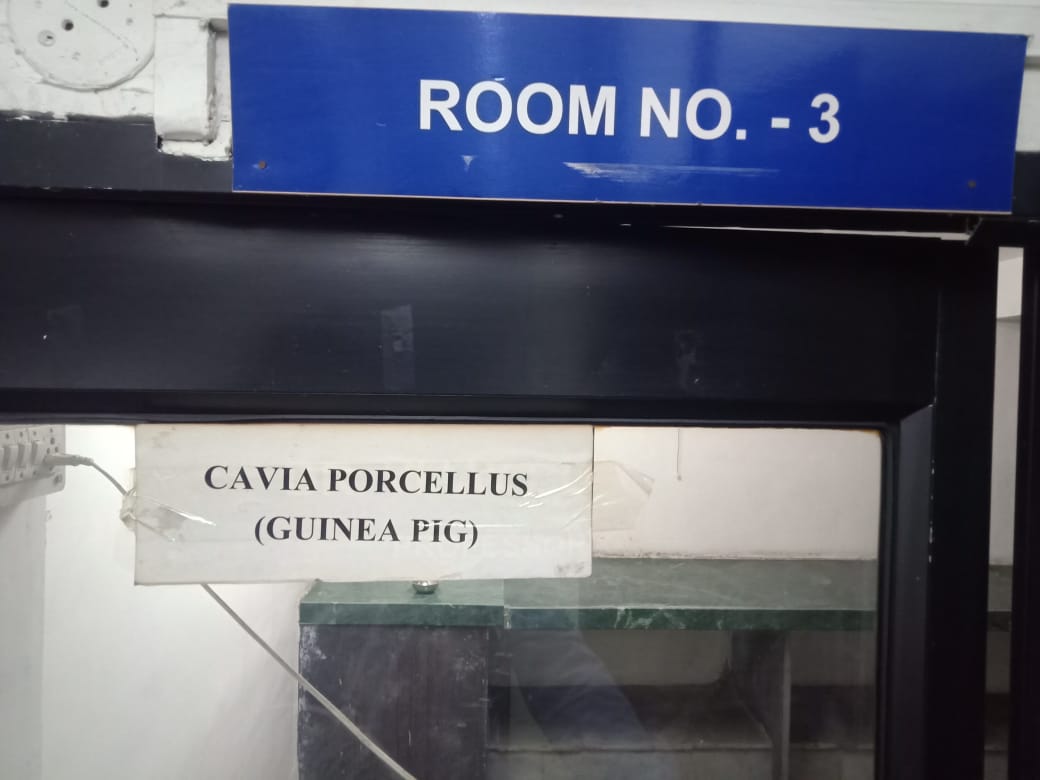 ROOM NO. - 3
CAVIA PORCELLUS
(GUINEA PIG)